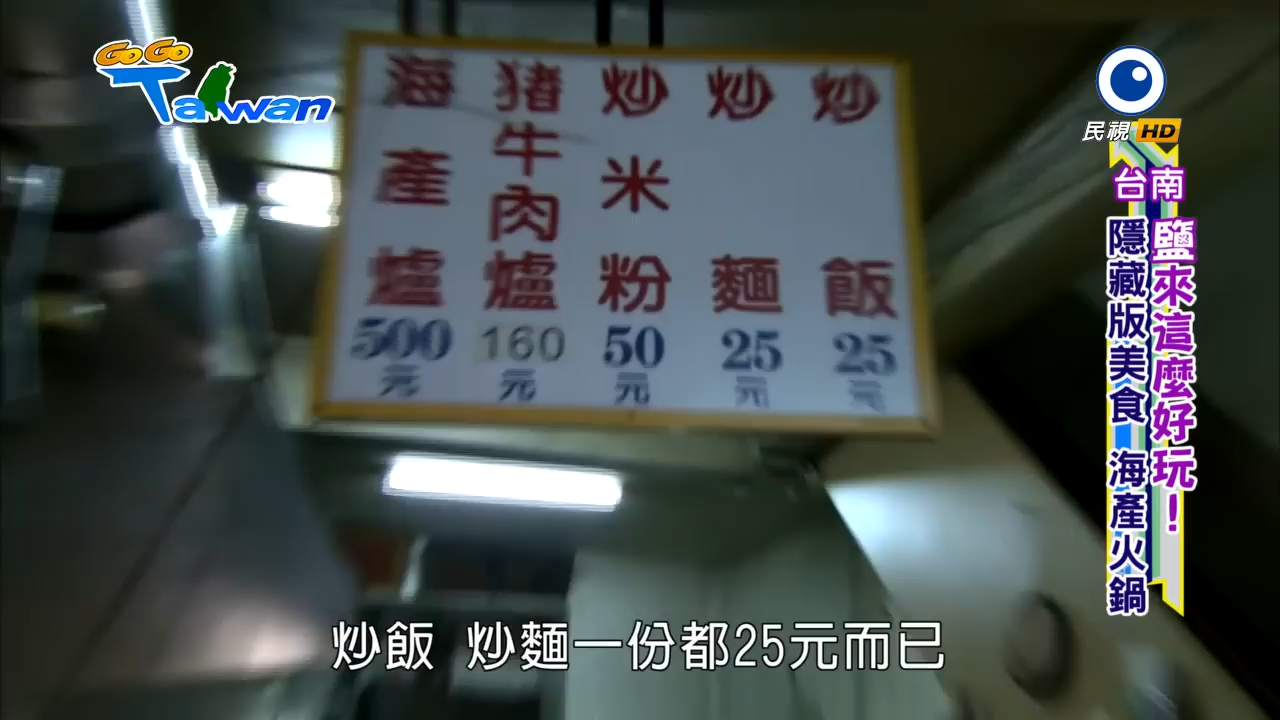 GoGo
Taiwan
民視 HD
台南
鹽來這麼好玩！
隱藏版美食 海產火鍋
炒飯 25元
炒麵 25元
炒米粉 50元
猪牛肉爐 160元
海產爐 500元
炒飯 炒麵一份都25元而已